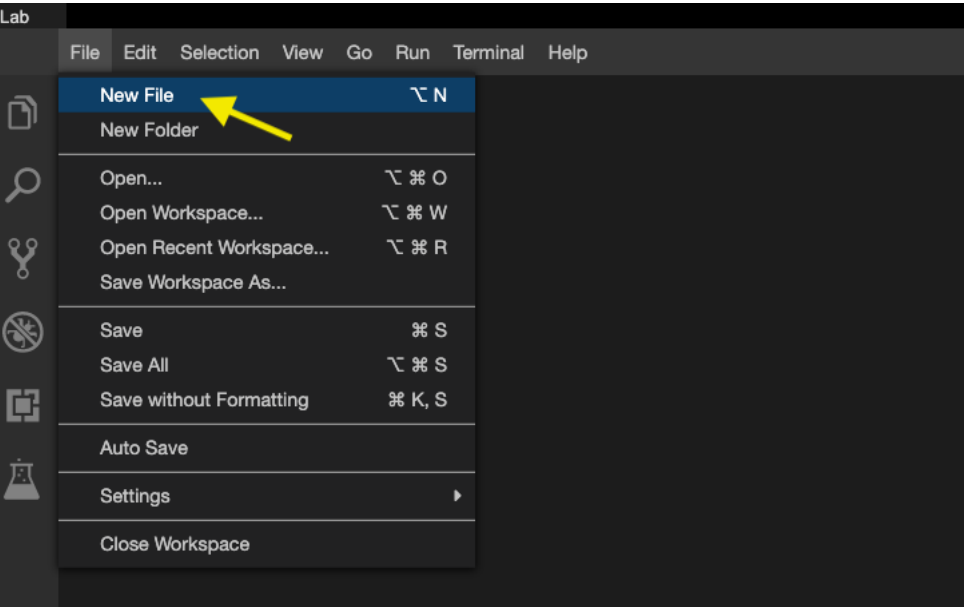 Lab
File Edit Selection View Go Run Terminal Help
New File ⌥ N
New Folder
Open... ⌥ ⌘ O
Open Workspace... ⌥ ⌘ W
Open Recent Workspace... ⌥ ⌘ R
Save Workspace As...
Save ⌘ S
Save All ⌥ ⌘ S
Save without Formatting ⌘ K, S
Auto Save
Settings
Close Workspace